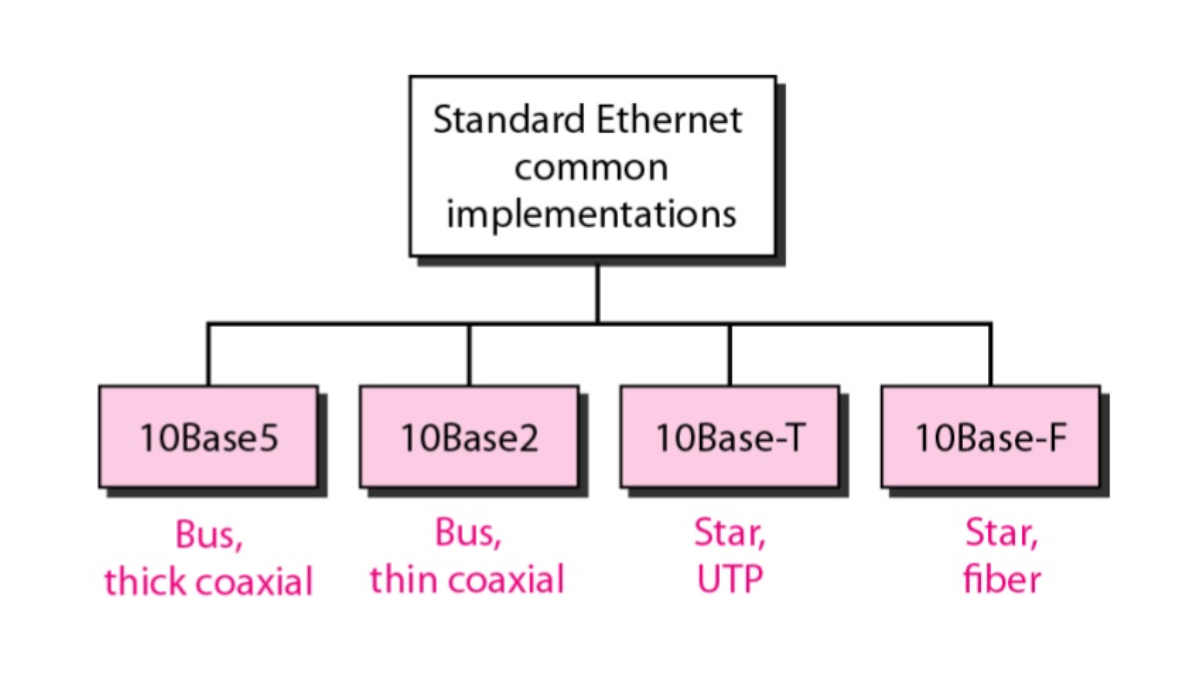 Standard Ethernet
common
implementations
10Base5
10Base2
10Base-T
10Base-F
Bus,
thick coaxial
Bus,
thin coaxial
Star,
UTP
Star,
fiber